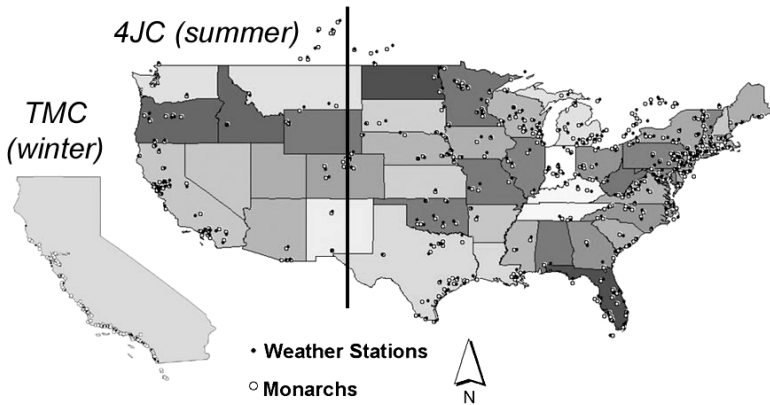 4JC (summer)
TMC
(winter)
Weather Stations
Monarchs
N